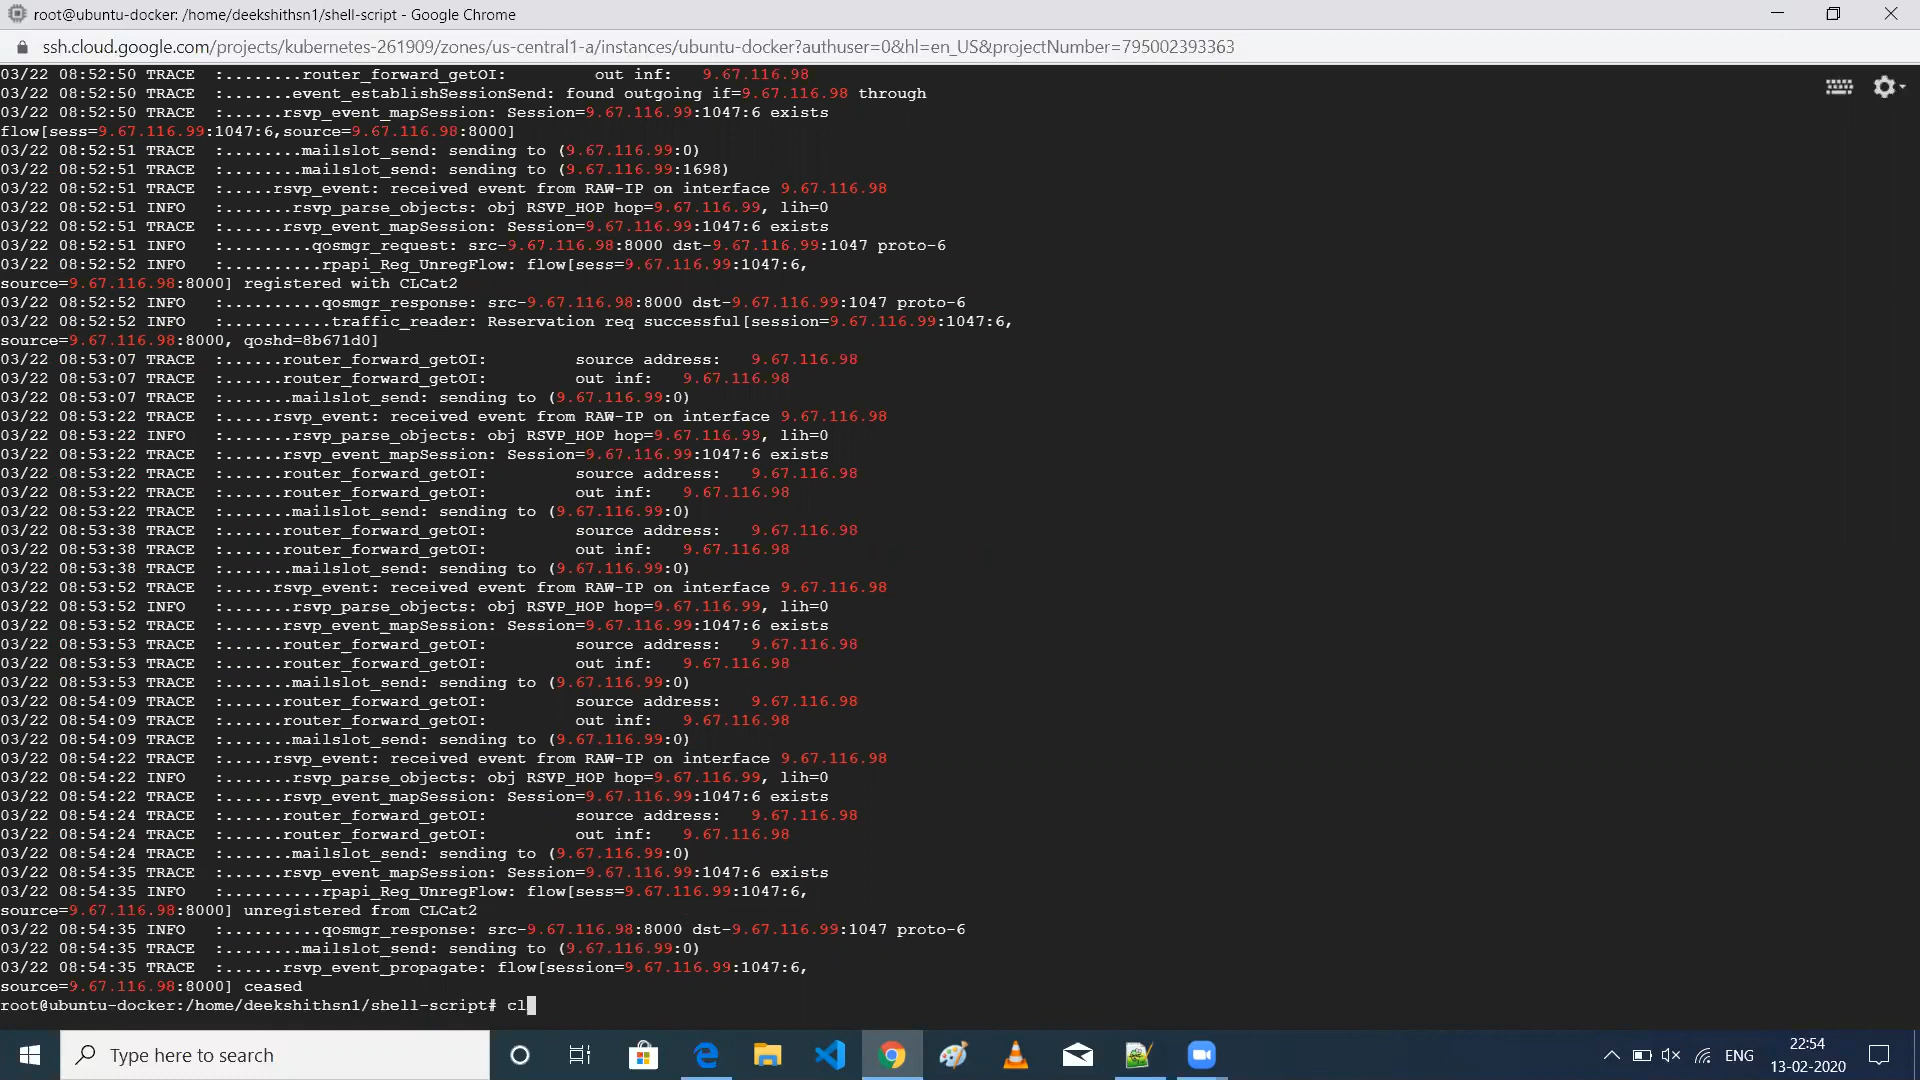 root@ubuntu-docker: /home/deekshithsn1/shell-script - Google Chrome
ssh.cloud.google.com/projects/kubernetes-261909/zones/us-central1-a/instances/ubuntu-docker?authuser=0&hl=en_US&projectNumber=795002393363
03/22 08:52:50 TRACE  :........router_forward_getOI:         out inf:   9.67.116.98
03/22 08:52:50 TRACE  :.......event_establishSessionSend: found outgoing if=9.67.116.98 through
03/22 08:52:50 TRACE  :......rsvp_event_mapSession: Session=9.67.116.99:1047:6 exists
flow[sess=9.67.116.99:1047:6,source=9.67.116.98:8000]
03/22 08:52:51 TRACE  :........mailslot_send: sending to (9.67.116.99:0)
03/22 08:52:51 TRACE  :........mailslot_send: sending to (9.67.116.99:1698)
03/22 08:52:51 TRACE  :.....rsvp_event: received event from RAW-IP on interface 9.67.116.98
03/22 08:52:51 INFO   :.......rsvp_parse_objects: obj RSVP_HOP hop=9.67.116.99, lih=0
03/22 08:52:51 TRACE  :......rsvp_event_mapSession: Session=9.67.116.99:1047:6 exists
03/22 08:52:51 INFO   :.........qosmgr_request: src-9.67.116.98:8000 dst-9.67.116.99:1047 proto-6
03/22 08:52:52 INFO   :..........rpapi_Reg_UnregFlow: flow[sess=9.67.116.99:1047:6,
source=9.67.116.98:8000] registered with CLCat2
03/22 08:52:52 INFO   :..........qosmgr_response: src-9.67.116.98:8000 dst-9.67.116.99:1047 proto-6
03/22 08:52:52 INFO   :...........traffic_reader: Reservation req successful[session=9.67.116.99:1047:6,
source=9.67.116.98:8000, qoshd=8b671d0]
03/22 08:53:07 TRACE  :......router_forward_getOI:         source address:   9.67.116.98
03/22 08:53:07 TRACE  :......router_forward_getOI:         out inf:   9.67.116.98
03/22 08:53:07 TRACE  :.......mailslot_send: sending to (9.67.116.99:0)
03/22 08:53:22 TRACE  :.....rsvp_event: received event from RAW-IP on interface 9.67.116.98
03/22 08:53:22 INFO   :.......rsvp_parse_objects: obj RSVP_HOP hop=9.67.116.99, lih=0
03/22 08:53:22 TRACE  :......rsvp_event_mapSession: Session=9.67.116.99:1047:6 exists
03/22 08:53:22 TRACE  :......router_forward_getOI:         source address:   9.67.116.98
03/22 08:53:22 TRACE  :......router_forward_getOI:         out inf:   9.67.116.98
03/22 08:53:22 TRACE  :.......mailslot_send: sending to (9.67.116.99:0)
03/22 08:53:38 TRACE  :......router_forward_getOI:         source address:   9.67.116.98
03/22 08:53:38 TRACE  :......router_forward_getOI:         out inf:   9.67.116.98
03/22 08:53:38 TRACE  :.......mailslot_send: sending to (9.67.116.99:0)
03/22 08:53:52 TRACE  :.....rsvp_event: received event from RAW-IP on interface 9.67.116.98
03/22 08:53:52 INFO   :.......rsvp_parse_objects: obj RSVP_HOP hop=9.67.116.99, lih=0
03/22 08:53:52 TRACE  :......rsvp_event_mapSession: Session=9.67.116.99:1047:6 exists
03/22 08:53:53 TRACE  :......router_forward_getOI:         source address:   9.67.116.98
03/22 08:53:53 TRACE  :......router_forward_getOI:         out inf:   9.67.116.98
03/22 08:53:53 TRACE  :.......mailslot_send: sending to (9.67.116.99:0)
03/22 08:54:09 TRACE  :......router_forward_getOI:         source address:   9.67.116.98
03/22 08:54:09 TRACE  :......router_forward_getOI:         out inf:   9.67.116.98
03/22 08:54:09 TRACE  :.......mailslot_send: sending to (9.67.116.99:0)
03/22 08:54:22 TRACE  :.....rsvp_event: received event from RAW-IP on interface 9.67.116.98
03/22 08:54:22 INFO   :.......rsvp_parse_objects: obj RSVP_HOP hop=9.67.116.99, lih=0
03/22 08:54:22 TRACE  :......rsvp_event_mapSession: Session=9.67.116.99:1047:6 exists
03/22 08:54:24 TRACE  :......router_forward_getOI:         source address:   9.67.116.98
03/22 08:54:24 TRACE  :......router_forward_getOI:         out inf:   9.67.116.98
03/22 08:54:24 TRACE  :.......mailslot_send: sending to (9.67.116.99:0)
03/22 08:54:35 TRACE  :......rsvp_event_mapSession: Session=9.67.116.99:1047:6 exists
03/22 08:54:35 INFO   :..........rpapi_Reg_UnregFlow: flow[sess=9.67.116.99:1047:6,
source=9.67.116.98:8000] unregistered from CLCat2
03/22 08:54:35 INFO   :..........qosmgr_response: src-9.67.116.98:8000 dst-9.67.116.99:1047 proto-6
03/22 08:54:35 TRACE  :........mailslot_send: sending to (9.67.116.99:0)
03/22 08:54:35 TRACE  :......rsvp_event_propagate: flow[session=9.67.116.99:1047:6,
source=9.67.116.98:8000] ceased
root@ubuntu-docker:/home/deekshithsn1/shell-script# cl
Type here to search
ENG
22:54
13-02-2020